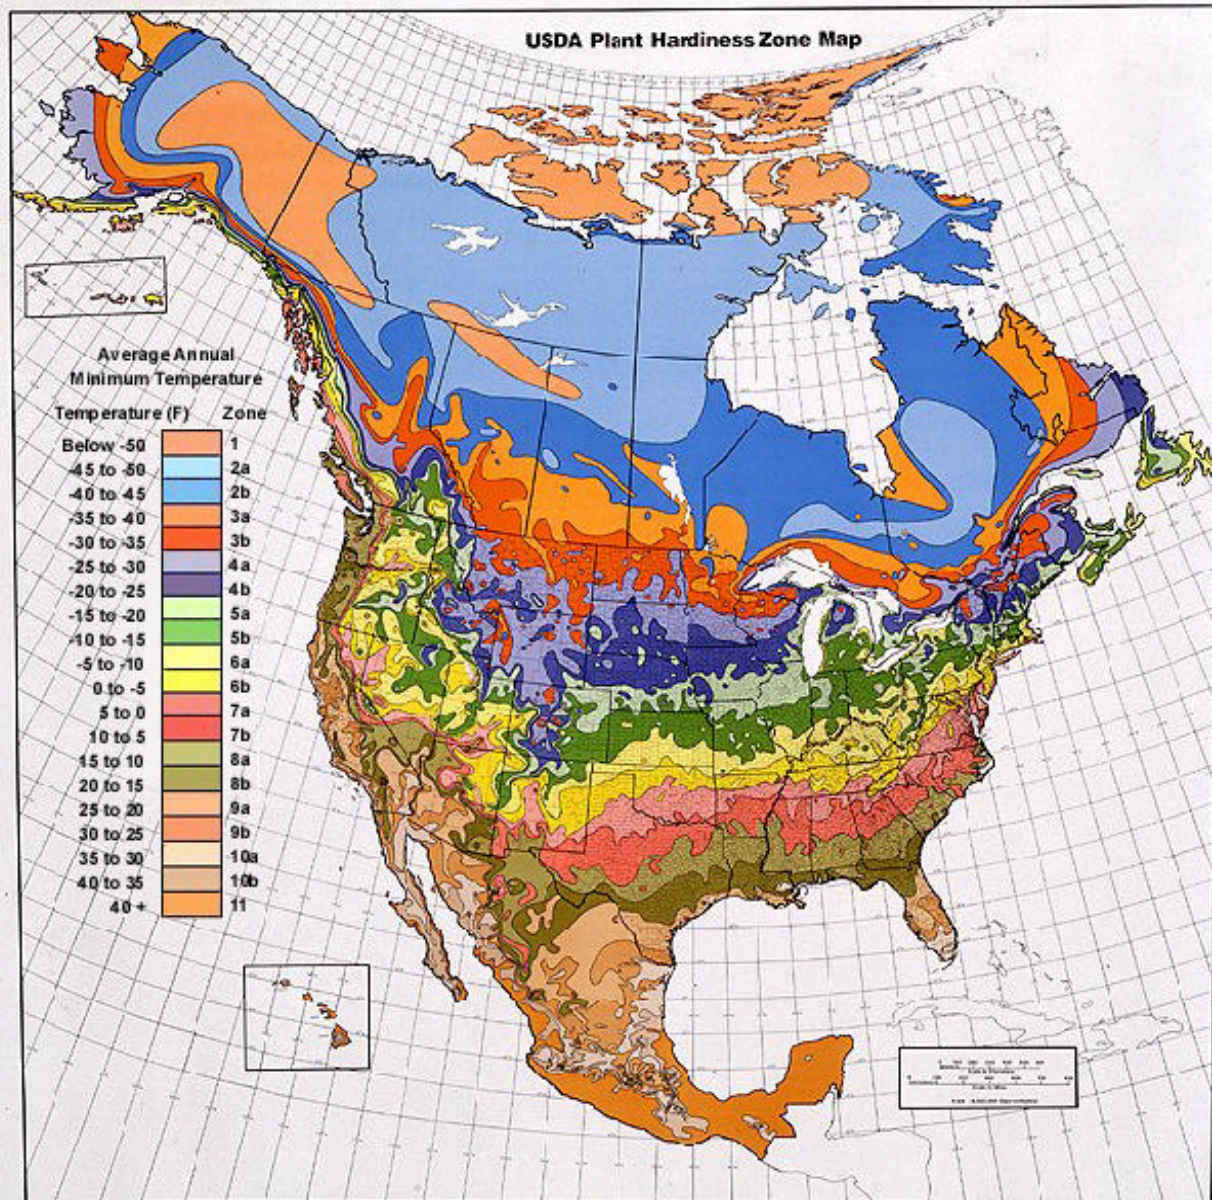 USDA Plant Hardiness Zone Map
Average Annual
Minimum Temperature
Temperature (F) Zone
Below -50 1
-45 to -50 2a
-40 to -45 2b
-35 to -40 3a
-30 to -35 3b
-25 to -30 4a
-20 to -25 4b
-15 to -20 5a
-10 to -15 5b
-5 to -10 6a
0 to -5 6b
5 to 0 7a
10 to 5 7b
15 to 10 8a
20 to 15 8b
25 to 20 9a
30 to 25 9b
35 to 30 10a
40 to 35 10b
40 + 11